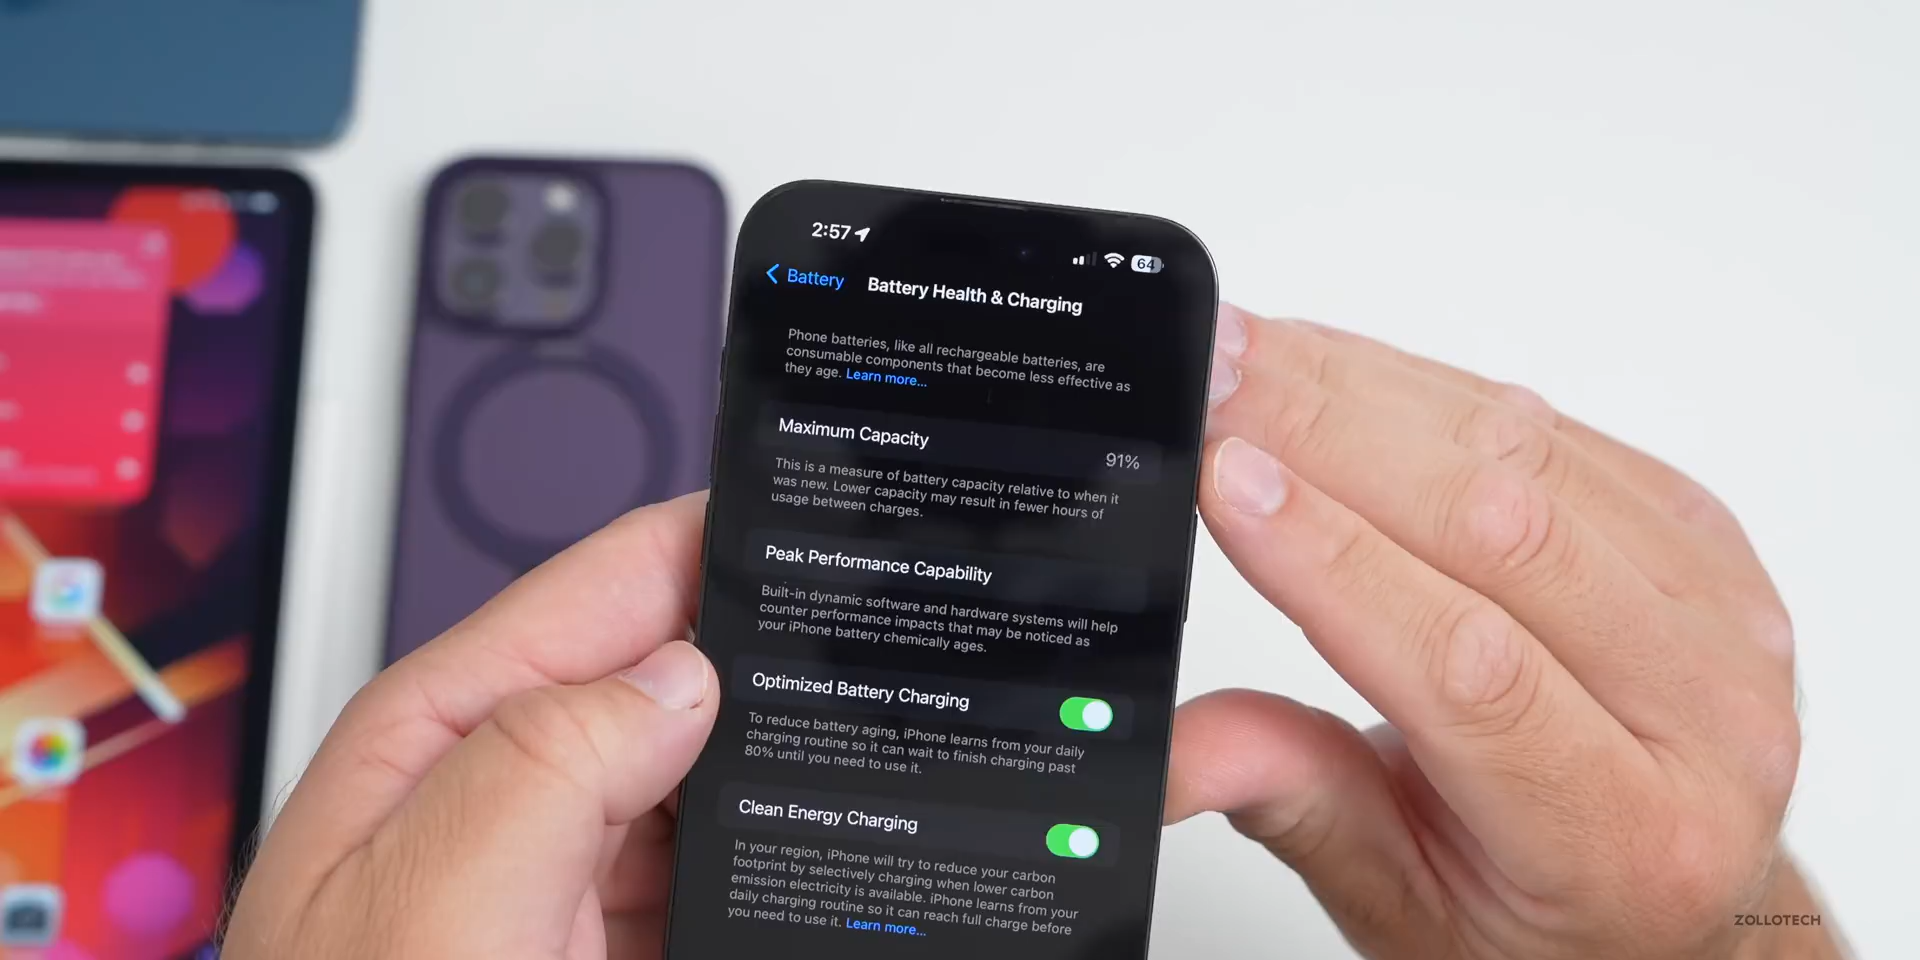 2:57
64
Battery
Battery Health & Charging
Phone batteries, like all rechargeable batteries, are
consumable components that become less effective as
they age. Learn more...
Maximum Capacity
91%
This is a measure of battery capacity relative to when it
was new. Lower capacity may result in fewer hours of
usage between charges.
Peak Performance Capability
Built-in dynamic software and hardware systems will help
counter performance impacts that may be noticed as
your iPhone battery chemically ages.
Optimized Battery Charging
To reduce battery aging, iPhone learns from your daily
charging routine so it can wait to finish charging past
80% until you need to use it.
Clean Energy Charging
In your region, iPhone will try to reduce your carbon
footprint by selectively charging when lower carbon
emission electricity is available. iPhone learns from your
daily charging routine so it can reach full charge before
you need to use it. Learn more...
ZOLLOTECH